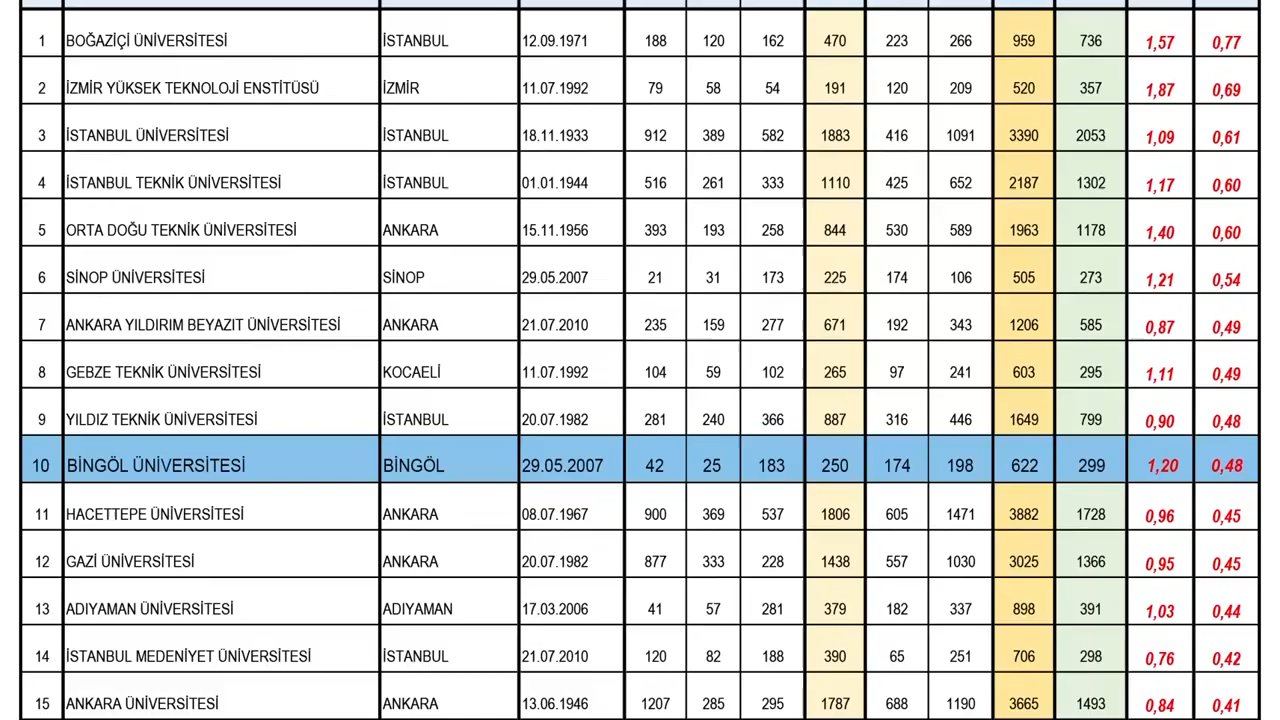 1 BOĞAZİÇİ ÜNİVERSİTESİ İSTANBUL 12.09.1971 188 120 162 470 223 266 959 736 1,57 0,77
2 İZMİR YÜKSEK TEKNOLOJİ ENSTİTÜSÜ İZMİR 11.07.1992 79 58 54 191 120 209 520 357 1,87 0,69
3 İSTANBUL ÜNİVERSİTESİ İSTANBUL 18.11.1933 912 389 582 1883 416 1091 3390 2053 1,09 0,61
4 İSTANBUL TEKNİK ÜNİVERSİTESİ İSTANBUL 01.01.1944 516 261 333 1110 425 652 2187 1302 1,17 0,60
5 ORTA DOĞU TEKNİK ÜNİVERSİTESİ ANKARA 15.11.1956 393 193 258 844 530 589 1963 1178 1,40 0,60
6 SİNOP ÜNİVERSİTESİ SİNOP 29.05.2007 21 31 173 225 174 106 505 273 1,21 0,54
7 ANKARA YILDIRIM BEYAZIT ÜNİVERSİTESİ ANKARA 21.07.2010 235 159 277 671 192 343 1206 585 0,87 0,49
8 GEBZE TEKNİK ÜNİVERSİTESİ KOCAELİ 11.07.1992 104 59 102 265 97 241 603 295 1,11 0,49
9 YILDIZ TEKNİK ÜNİVERSİTESİ İSTANBUL 20.07.1982 281 240 366 887 316 446 1649 799 0,90 0,48
10 BİNGÖL ÜNİVERSİTESİ BİNGÖL 29.05.2007 42 25 183 250 174 198 622 299 1,20 0,48
11 HACETTEPE ÜNİVERSİTESİ ANKARA 08.07.1967 900 369 537 1806 605 1471 3882 1728 0,96 0,45
12 GAZİ ÜNİVERSİTESİ ANKARA 20.07.1982 877 333 228 1438 557 1030 3025 1366 0,95 0,45
13 ADIYAMAN ÜNİVERSİTESİ ADIYAMAN 17.03.2006 41 57 281 379 182 337 898 391 1,03 0,44
14 İSTANBUL MEDENİYET ÜNİVERSİTESİ İSTANBUL 21.07.2010 120 82 188 390 65 251 706 298 0,76 0,42
15 ANKARA ÜNİVERSİTESİ ANKARA 13.06.1946 1207 285 295 1787 688 1190 3665 1493 0,84 0,41